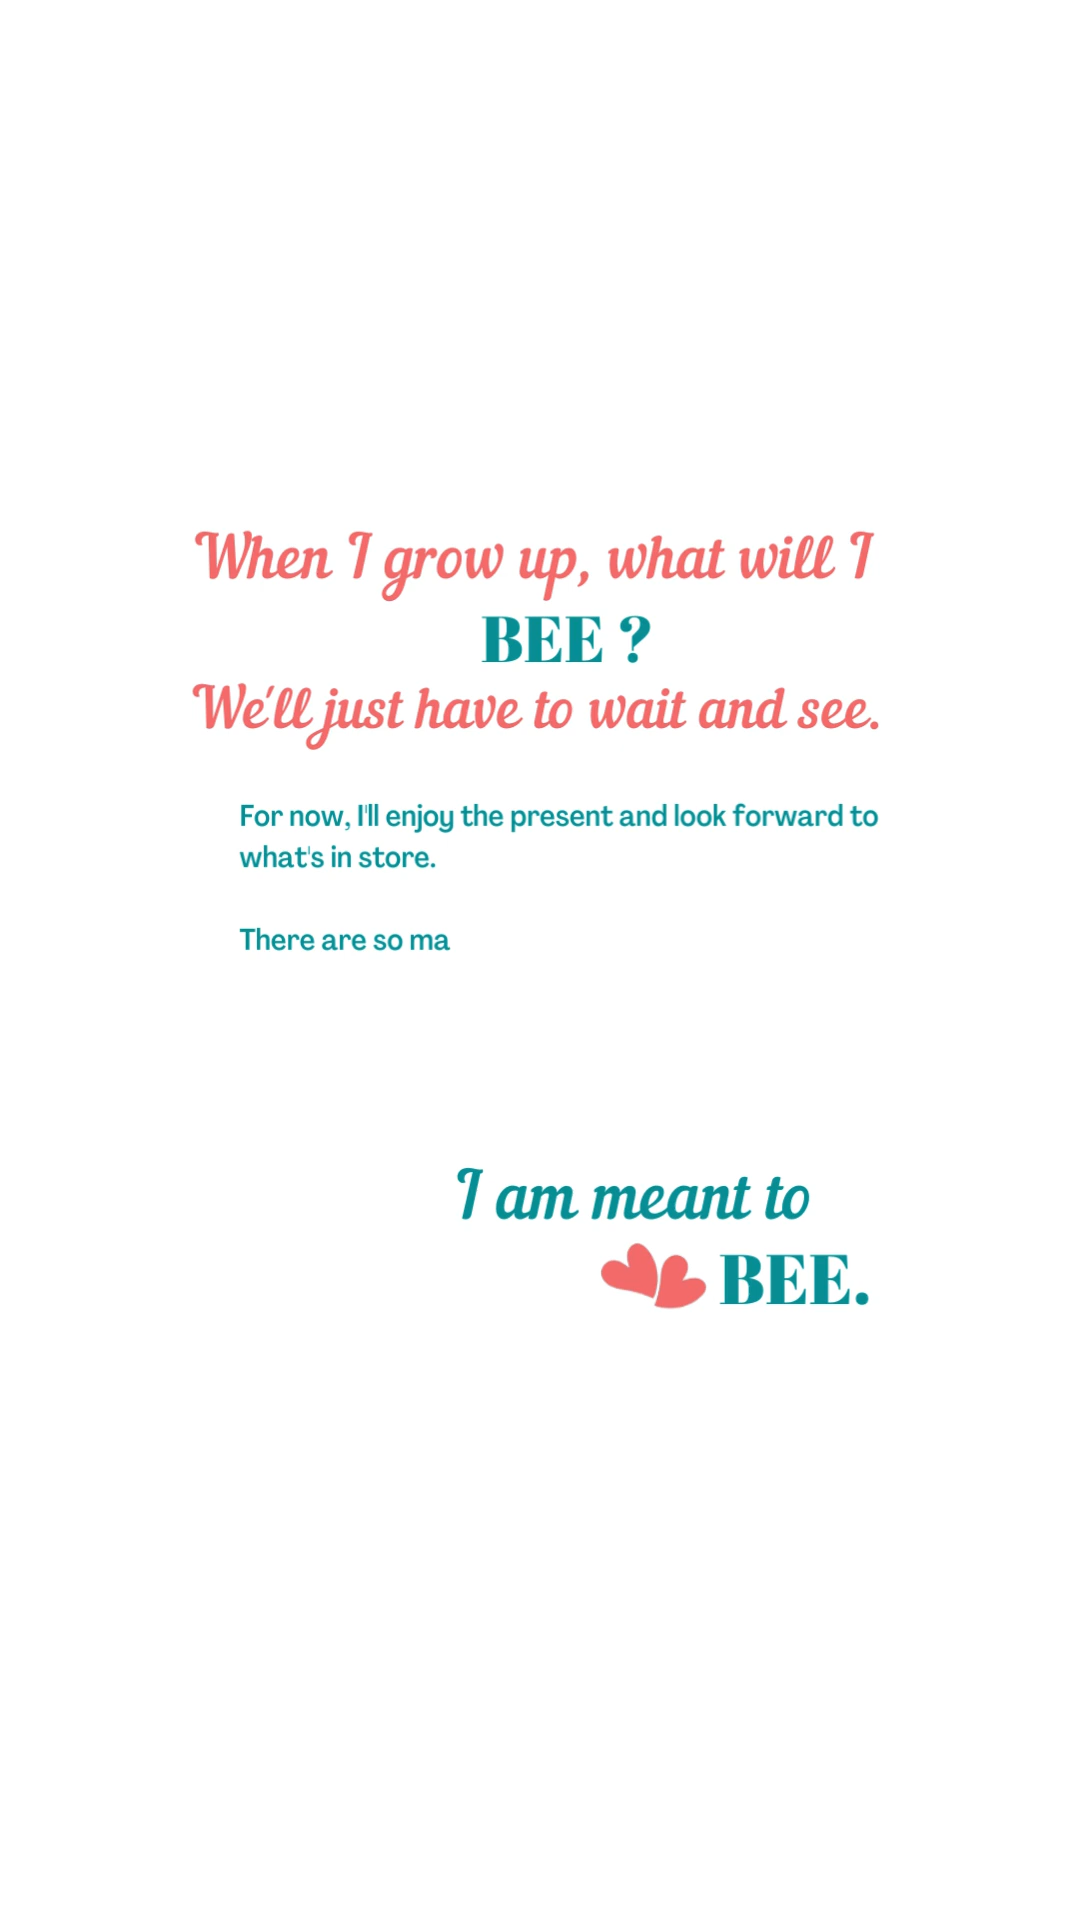 When I grow up, what will I
BEE ?
We'll just have to wait and see.
For now, I'll enjoy the present and look forward to
what's in store.
There are so ma
I am meant to
BEE.